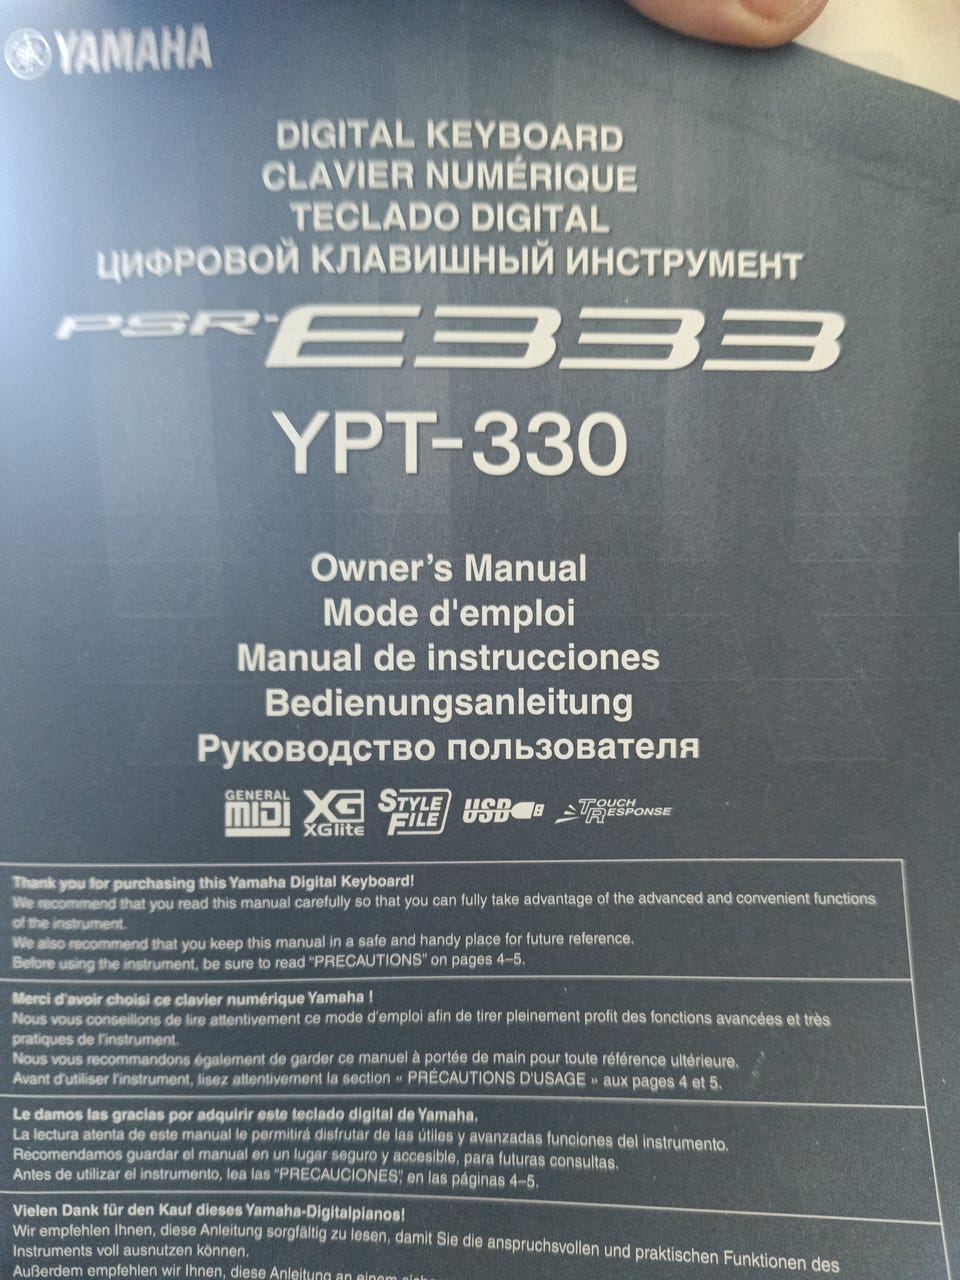 YAMAHA
DIGITAL KEYBOARD
CLAVIER NUMÉRIQUE
TECLADO DIGITAL
ЦИФРОВОЙ КЛАВИШНЫЙ ИНСТРУМЕНТ
PSR-E333
YPT-330
Owner's Manual
Mode d'emploi
Manual de instrucciones
Bedienungsanleitung
Руководство пользователя
GENERAL MIDI XG XGlite STYLE FILE USB TOUCH RESPONSE
Thank you for purchasing this Yamaha Digital Keyboard!
We recommend that you read this manual carefully so that you can fully take advantage of the advanced and convenient functions
of the instrument.
We also recommend that you keep this manual in a safe and handy place for future reference.
Before using the instrument, be sure to read "PRECAUTIONS" on pages 4–5.
Merci d'avoir choisi ce clavier numérique Yamaha !
Nous vous conseillons de lire attentivement ce mode d'emploi afin de tirer pleinement profit des fonctions avancées et très
pratiques de l'instrument.
Nous vous recommandons également de garder ce manuel à portée de main pour toute référence ultérieure.
Avant d'utiliser l'instrument, lisez attentivement la section « PRÉCAUTIONS D'USAGE » aux pages 4 et 5.
Le damos las gracias por adquirir este teclado digital de Yamaha.
La lectura atenta de este manual le permitirá disfrutar de las útiles y avanzadas funciones del instrumento.
Recomendamos guardar el manual en un lugar seguro y accesible, para futuras consultas.
Antes de utilizar el instrumento, lea las "PRECAUCIONES", en las páginas 4–5.
Vielen Dank für den Kauf dieses Yamaha-Digitalpianos!
Wir empfehlen Ihnen, diese Anleitung sorgfältig zu lesen, damit Sie die anspruchsvollen und praktischen Funktionen des
Instruments voll ausnutzen können.
Außerdem empfehlen wir Ihnen, diese Anleitung an einem